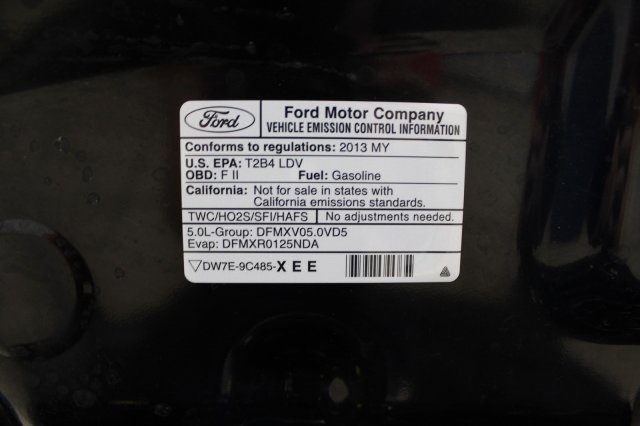 Ford
Ford Motor Company
VEHICLE EMISSION CONTROL INFORMATION
Conforms to regulations: 2013 MY
U.S. EPA: T2B4 LDV
OBD: F II Fuel: Gasoline
California: Not for sale in states with
California emissions standards.
TWC/HO2S/SFI/HAFS No adjustments needed.
5.0L-Group: DFMXV05.0VD5
Evap: DFMXR0125NDA
DW7E-9C485-XEE